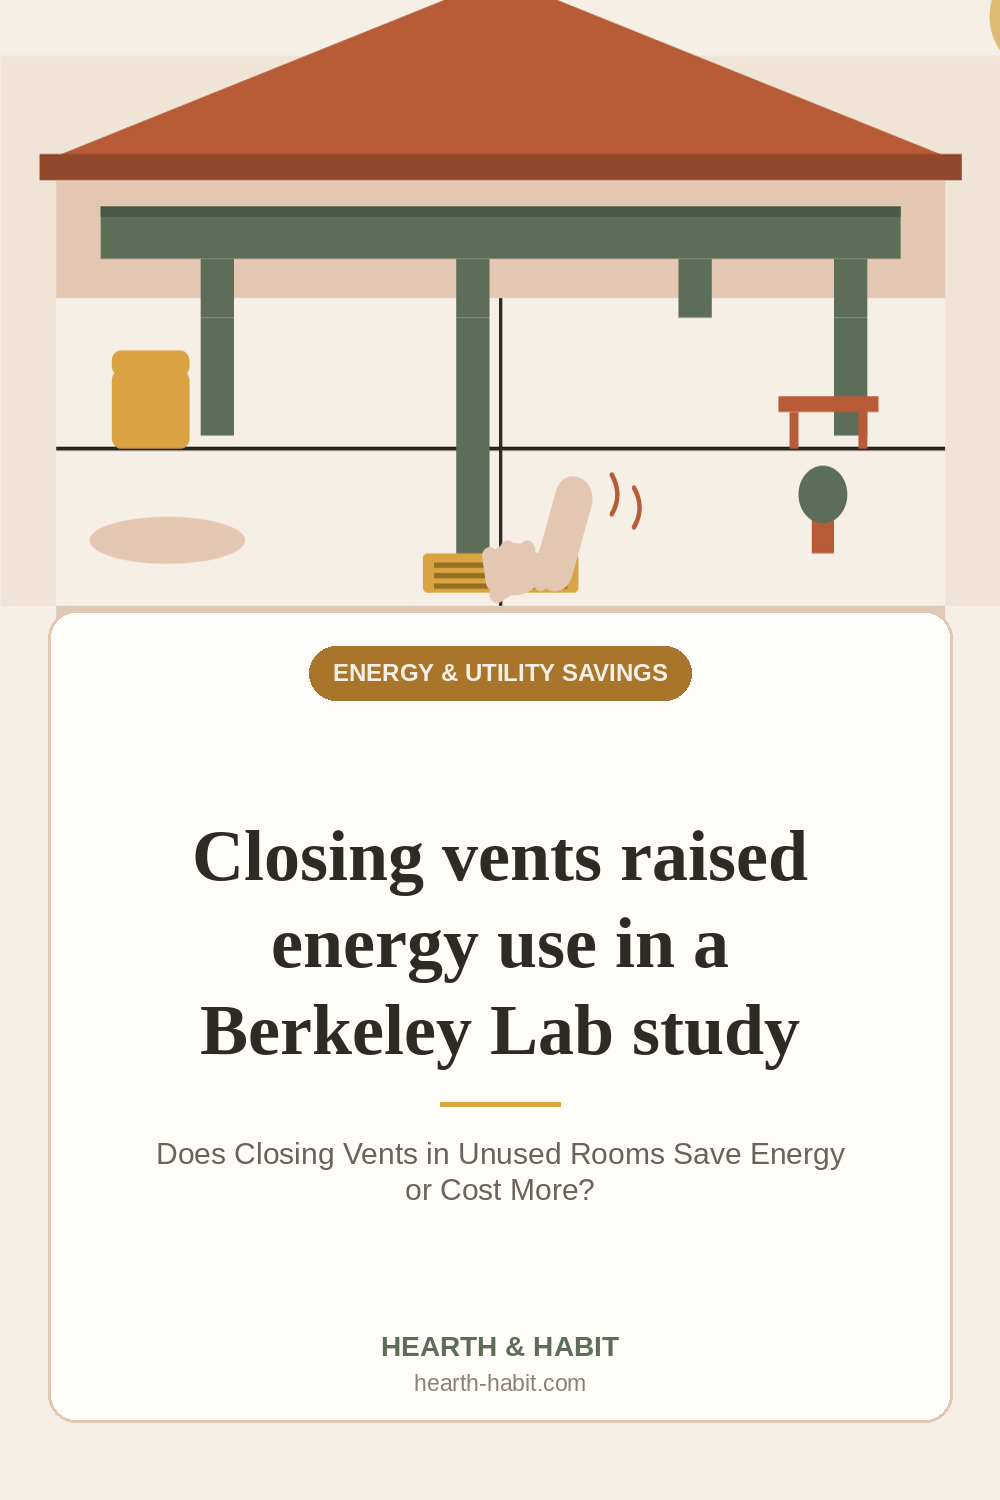 ENERGY & UTILITY SAVINGS
Closing vents raised
energy use in a
Berkeley Lab study
Does Closing Vents in Unused Rooms Save Energy
or Cost More?
HEARTH & HABIT
hearth-habit.com